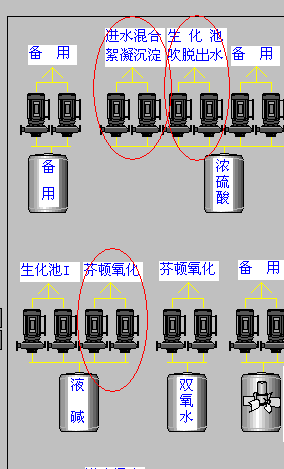 备 用
进水混合
絮凝沉淀
生 化 池
吹脱出水
备 用
备
用
浓
硫
酸
生化池I
芬顿氧化
芬顿氧化
备 用
液
碱
双
氧
水